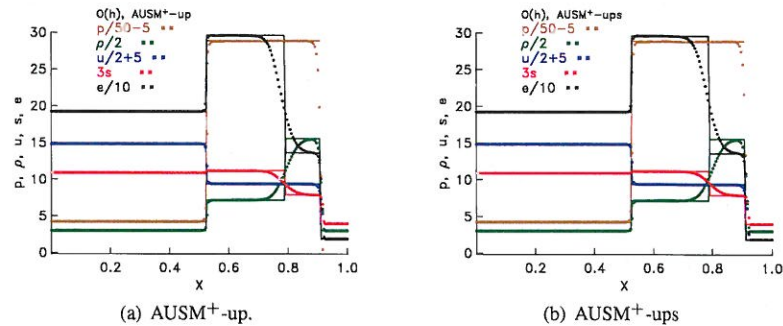 O(h), AUSM+-up
p/50-5
ρ/2
u/2+5
3s
e/10
30
25
20
15
10
5
0
p, ρ, u, s, e
0.2 0.4 0.6 0.8 1.0
X
(a) AUSM+-up.
O(h), AUSM+-ups
p/50-5
ρ/2
u/2+5
3s
e/10
30
25
20
15
10
5
0
p, ρ, u, s, e
0.2 0.4 0.6 0.8 1.0
X
(b) AUSM+-ups